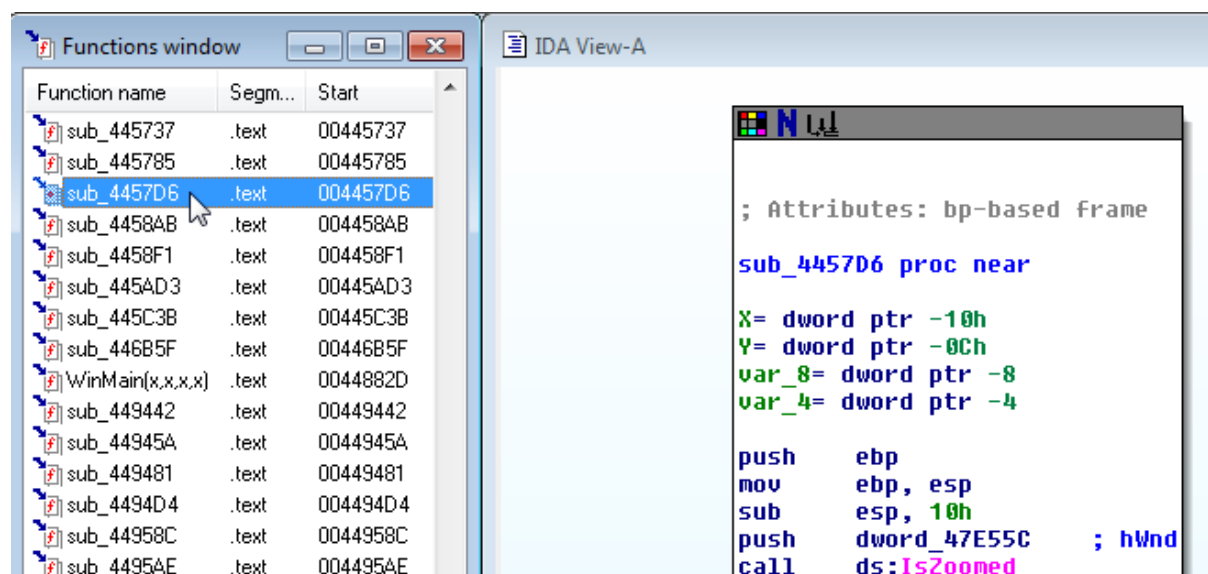 Functions window
Function name Segm... Start
sub_445737 .text 00445737
sub_445785 .text 00445785
sub_4457D6 .text 004457D6
sub_4458AB .text 004458AB
sub_4458F1 .text 004458F1
sub_445AD3 .text 00445AD3
sub_445C3B .text 00445C3B
sub_446B5F .text 00446B5F
WinMain(x,x,x,x) .text 0044882D
sub_449442 .text 00449442
sub_44945A .text 0044945A
sub_449481 .text 00449481
sub_4494D4 .text 004494D4
sub_44958C .text 0044958C
sub_4495AE .text 004495AE
IDA View-A
N
; Attributes: bp-based frame
sub_4457D6 proc near
X= dword ptr -10h
Y= dword ptr -0Ch
var_8= dword ptr -8
var_4= dword ptr -4
push ebp
mov ebp, esp
sub esp, 10h
push dword_47E55C ; hWnd
call ds:IsZoomed